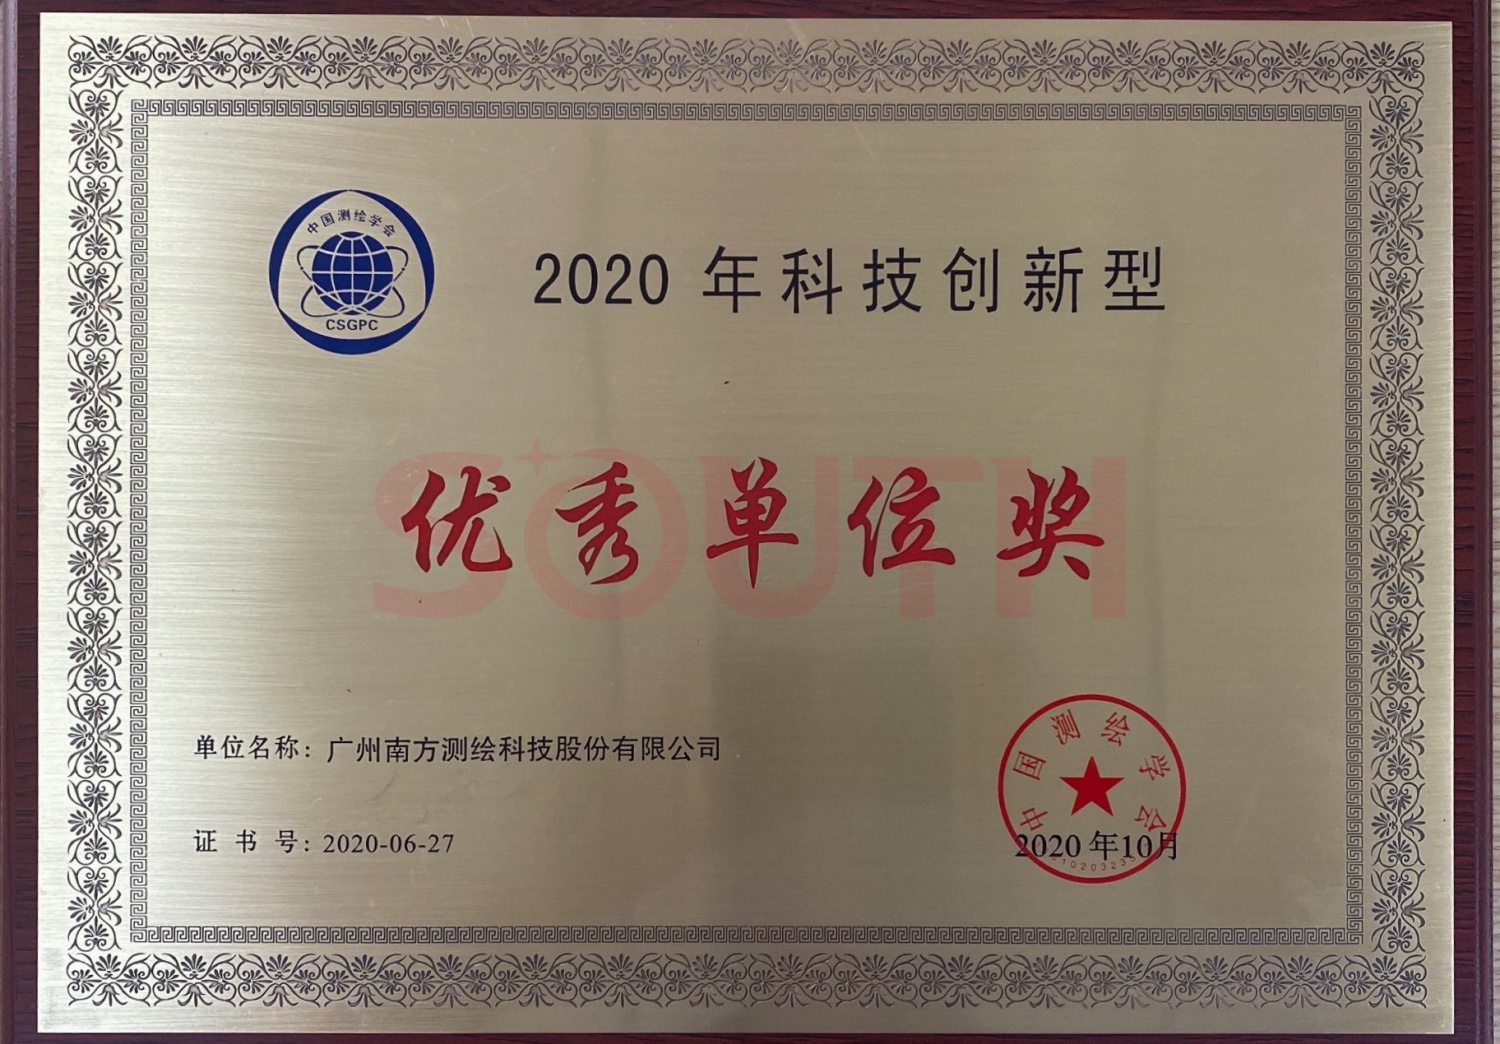 中国测绘学会
CSGPC
2020 年科技创新型
SOUTH
优秀单位奖
单位名称：广州南方测绘科技股份有限公司
证 书 号：2020-06-27
中国测绘学会
2020 年10月